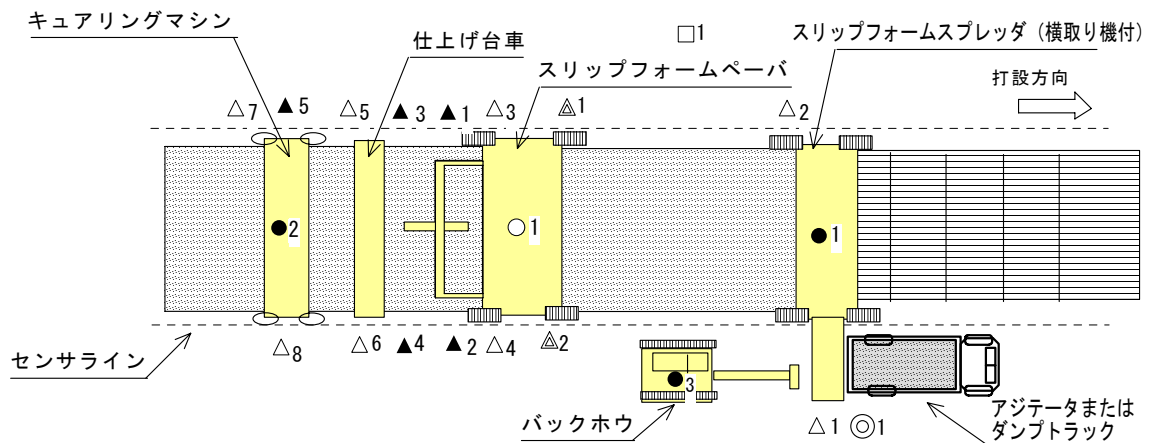 キュアリングマシン
仕上げ台車
□1
スリップフォームスプレッダ（横取り機付）
スリップフォームペーバ
打設方向
△7
▲5
△5
▲3
▲1
△3
◬1
△2
●2
○1
●1
センサライン
△8
△6
▲4
▲2
△4
◬2
●3
バックホウ
△1
◎1
アジテータまたは
ダンプトラック